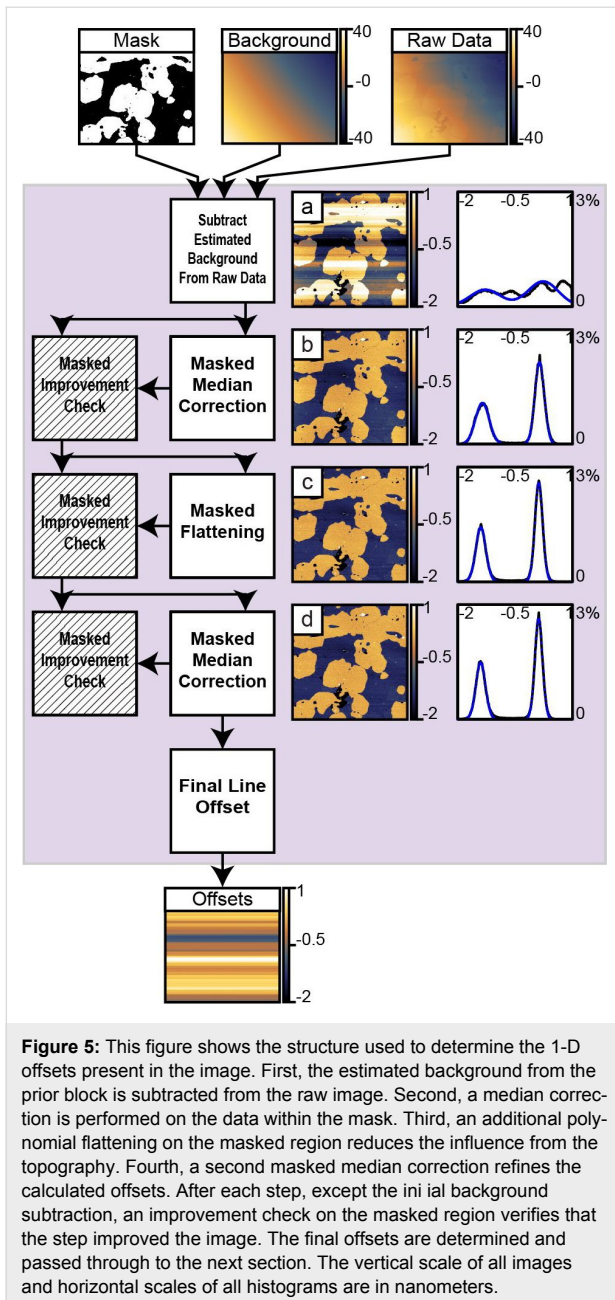 Mask
Background
Raw Data
40
-0
-40
40
-0
-40
Subtract
Estimated
Background
From Raw Data
a
1
-0.5
-2
-2 -0.5 13%
0
Masked
Improvement
Check
Masked
Median
Correction
b
1
-0.5
-2
-2 -0.5 13%
0
Masked
Improvement
Check
Masked
Flattening
c
1
-0.5
-2
-2 -0.5 13%
0
Masked
Improvement
Check
Masked
Median
Correction
d
1
-0.5
-2
-2 -0.5 13%
0
Final Line
Offset
Offsets
1
-0.5
-2
Figure 5: This figure shows the structure used to determine the 1-D
offsets present in the image. First, the estimated background from the
prior block is subtracted from the raw image. Second, a median correc-
tion is performed on the data within the mask. Third, an additional poly-
nomial flattening on the masked region reduces the influence from the
topography. Fourth, a second masked median correction refines the
calculated offsets. After each step, except the ini ial background
subtraction, an improvement check on the masked region verifies that
the step improved the image. The final offsets are determined and
passed through to the next section. The vertical scale of all images
and horizontal scales of all histograms are in nanometers.